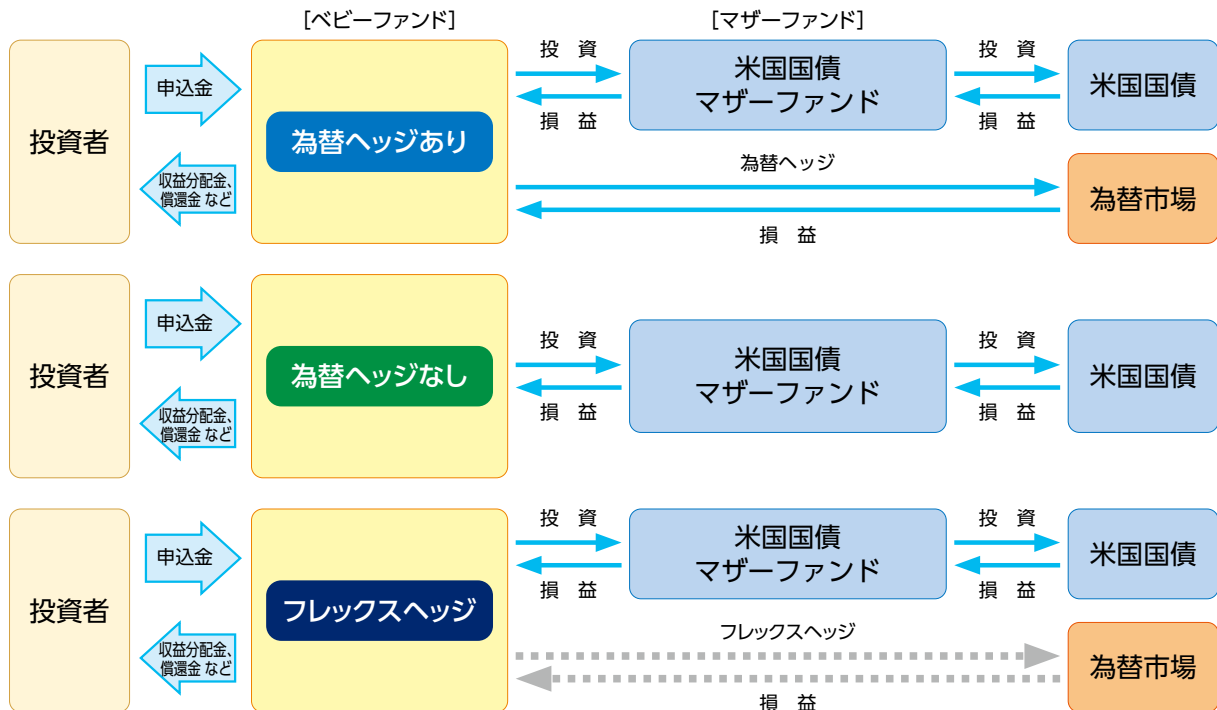 [ベビーファンド]
[マザーファンド]
投資者
申込金
収益分配金、
償還金 など
為替ヘッジあり
投　資
損　益
米国国債
マザーファンド
投　資
損　益
米国国債
為替ヘッジ
損　益
為替市場
投資者
申込金
収益分配金、
償還金 など
為替ヘッジなし
投　資
損　益
米国国債
マザーファンド
投　資
損　益
米国国債
投資者
申込金
収益分配金、
償還金 など
フレックスヘッジ
投　資
損　益
米国国債
マザーファンド
投　資
損　益
米国国債
フレックスヘッジ
損　益
為替市場